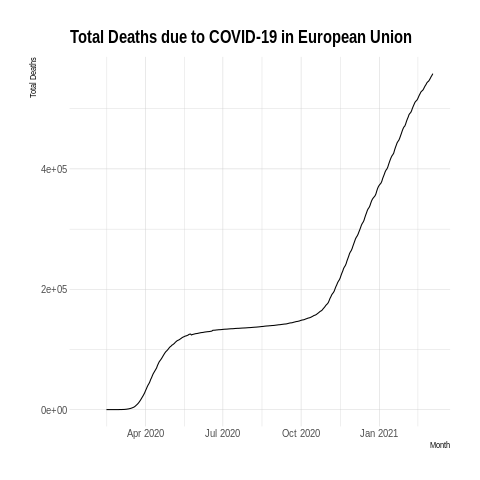 Total Deaths due to COVID-19 in European Union
Total Deaths
4e+05
2e+05
0e+00
Apr 2020 Jul 2020 Oct 2020 Jan 2021
Month